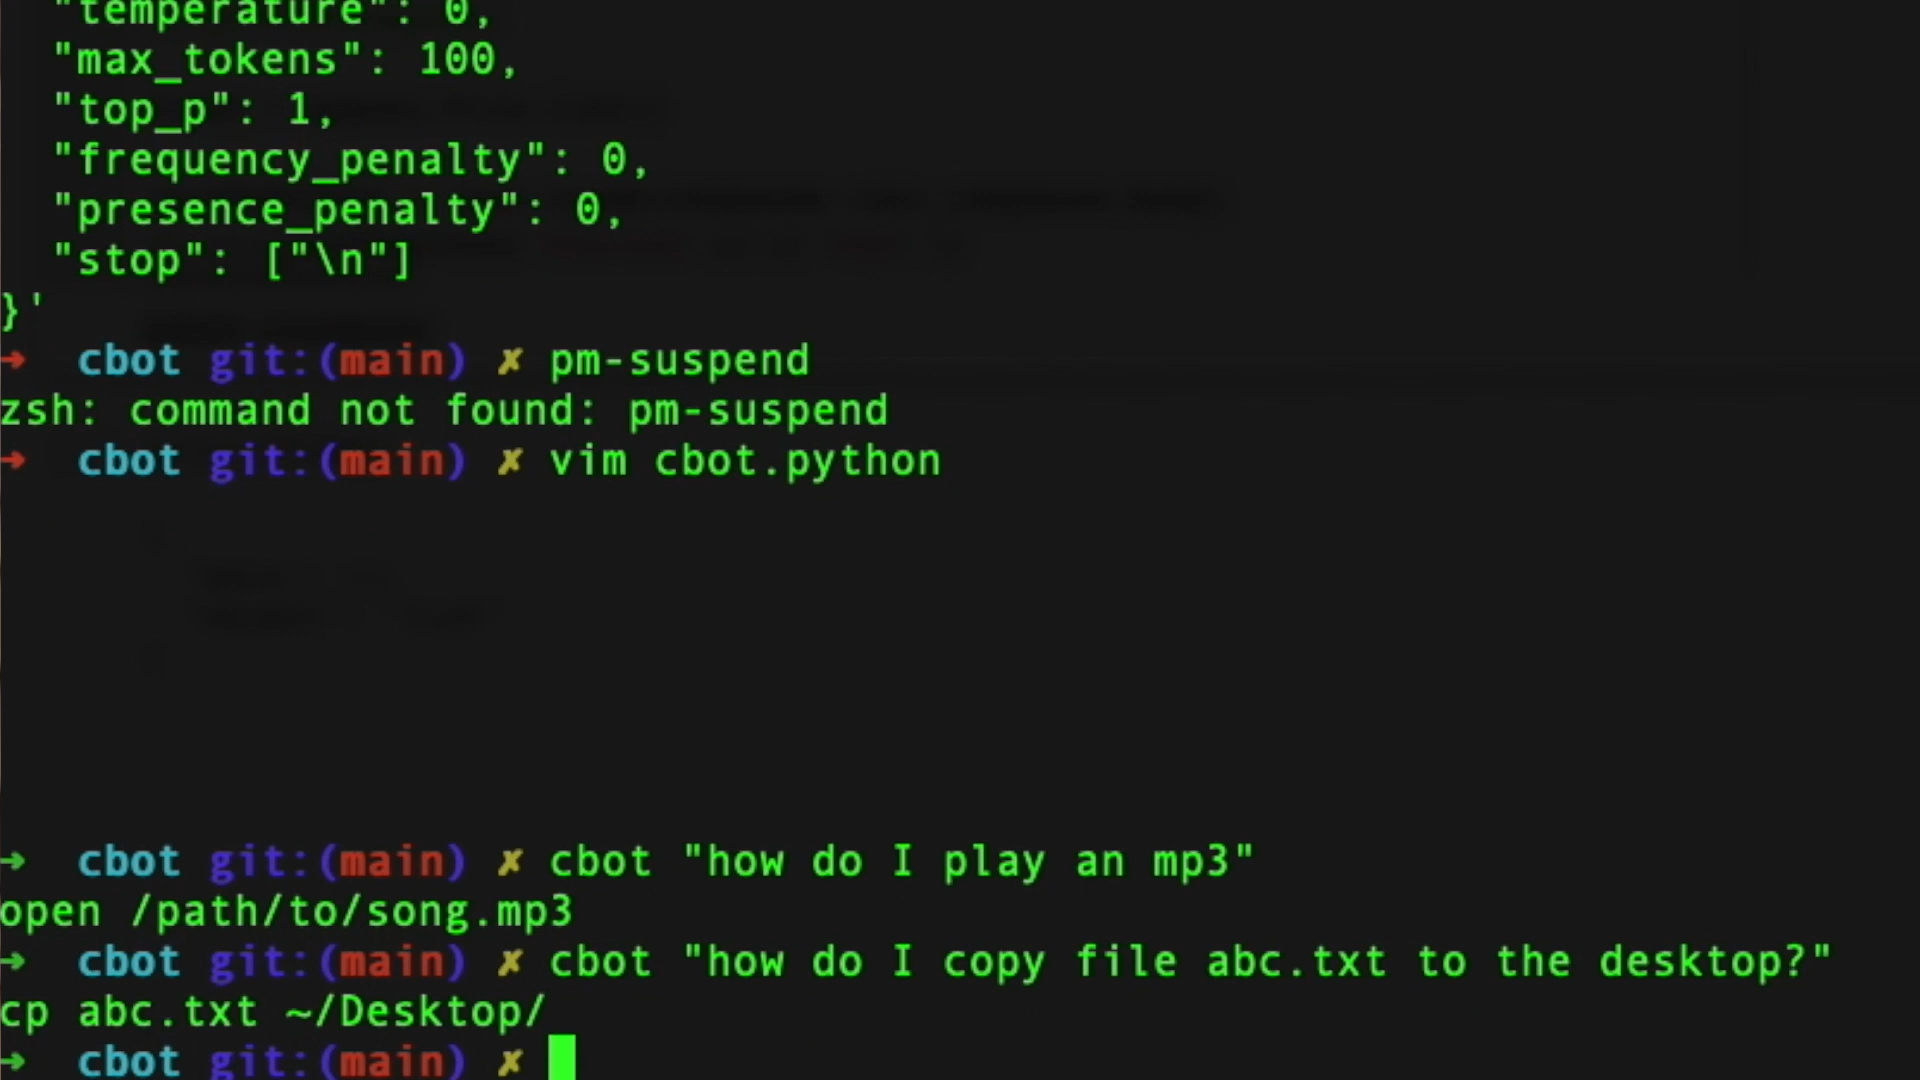 "temperature": 0,
"max_tokens": 100,
"top_p": 1,
"frequency_penalty": 0,
"presence_penalty": 0,
"stop": ["\n"]
}'
→ cbot git:(main) ✗ pm-suspend
zsh: command not found: pm-suspend
→ cbot git:(main) ✗ vim cbot.python
→ cbot git:(main) ✗ cbot "how do I play an mp3"
open /path/to/song.mp3
→ cbot git:(main) ✗ cbot "how do I copy file abc.txt to the desktop?"
cp abc.txt ~/Desktop/
→ cbot git:(main) ✗